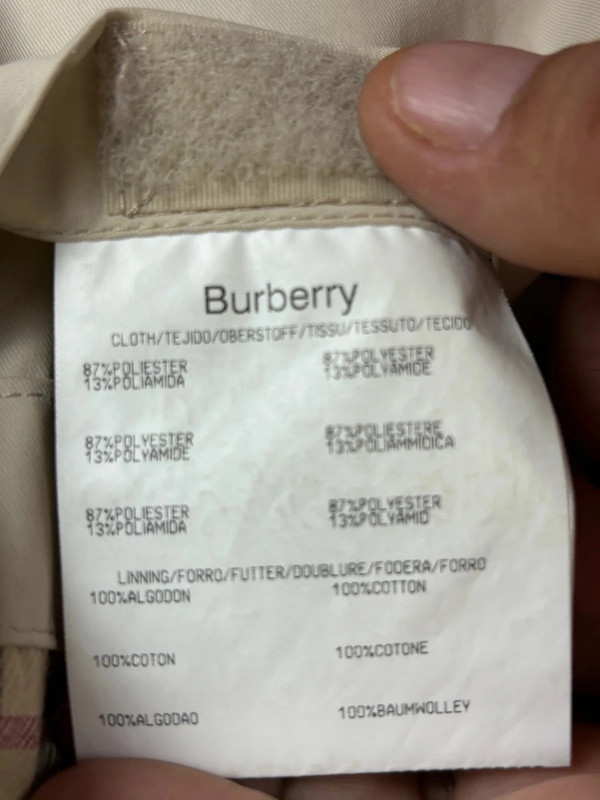 Burberry
CLOTH/TEJIDO/OBERSTOFF/TISSU/TESSUTO/TECIDO
87%POLIESTER
13%POLIAMIDA
87%POLYESTER
13%POLYAMIDE
87%POLYESTER
13%POLYAMIDE
87%POLIESTERE
13%POLIAMMIDICA
87%POLIESTER
13%POLIAMIDA
87%POLYESTER
13%POLYAMID
LINNING/FORRO/FUTTER/DOUBLURE/FODERA/FORRO
100%ALGODON
100%COTTON
100%COTON
100%COTONE
100%ALGODAO
100%BAUMWOLLEY